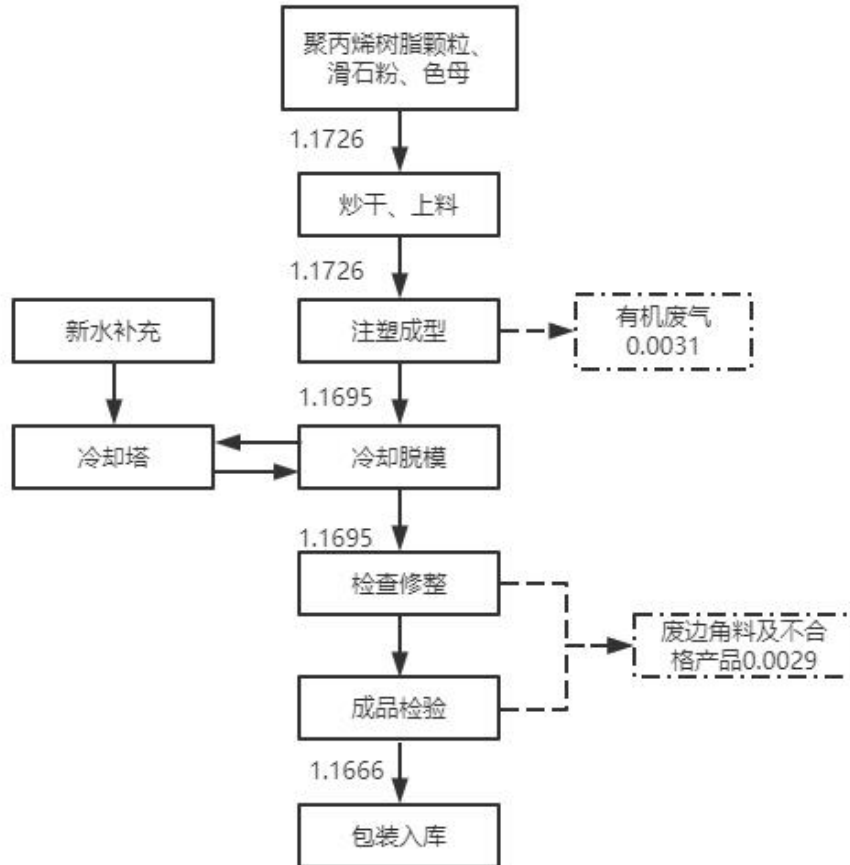 聚丙烯树脂颗粒、
滑石粉、色母
1.1726
炒干、上料
1.1726
新水补充
注塑成型
有机废气
0.0031
1.1695
冷却塔
冷却脱模
1.1695
检查修整
废边角料及不合
格产品0.0029
成品检验
1.1666
包装入库